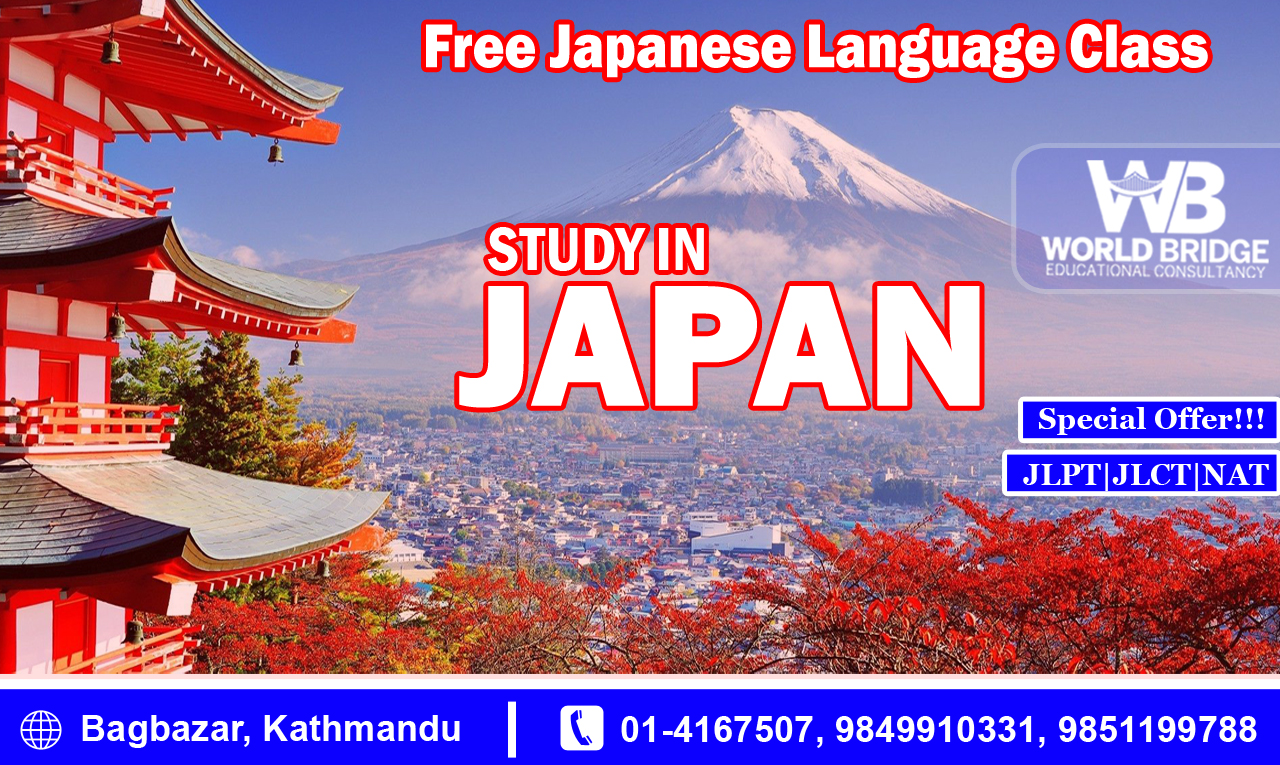 Free Japanese Language Class
WB
WORLD BRIDGE
EDUCATIONAL CONSULTANCY
STUDY IN
JAPAN
Special Offer!!!
JLPT|JLCT|NAT
Bagbazar, Kathmandu
01-4167507, 9849910331, 9851199788